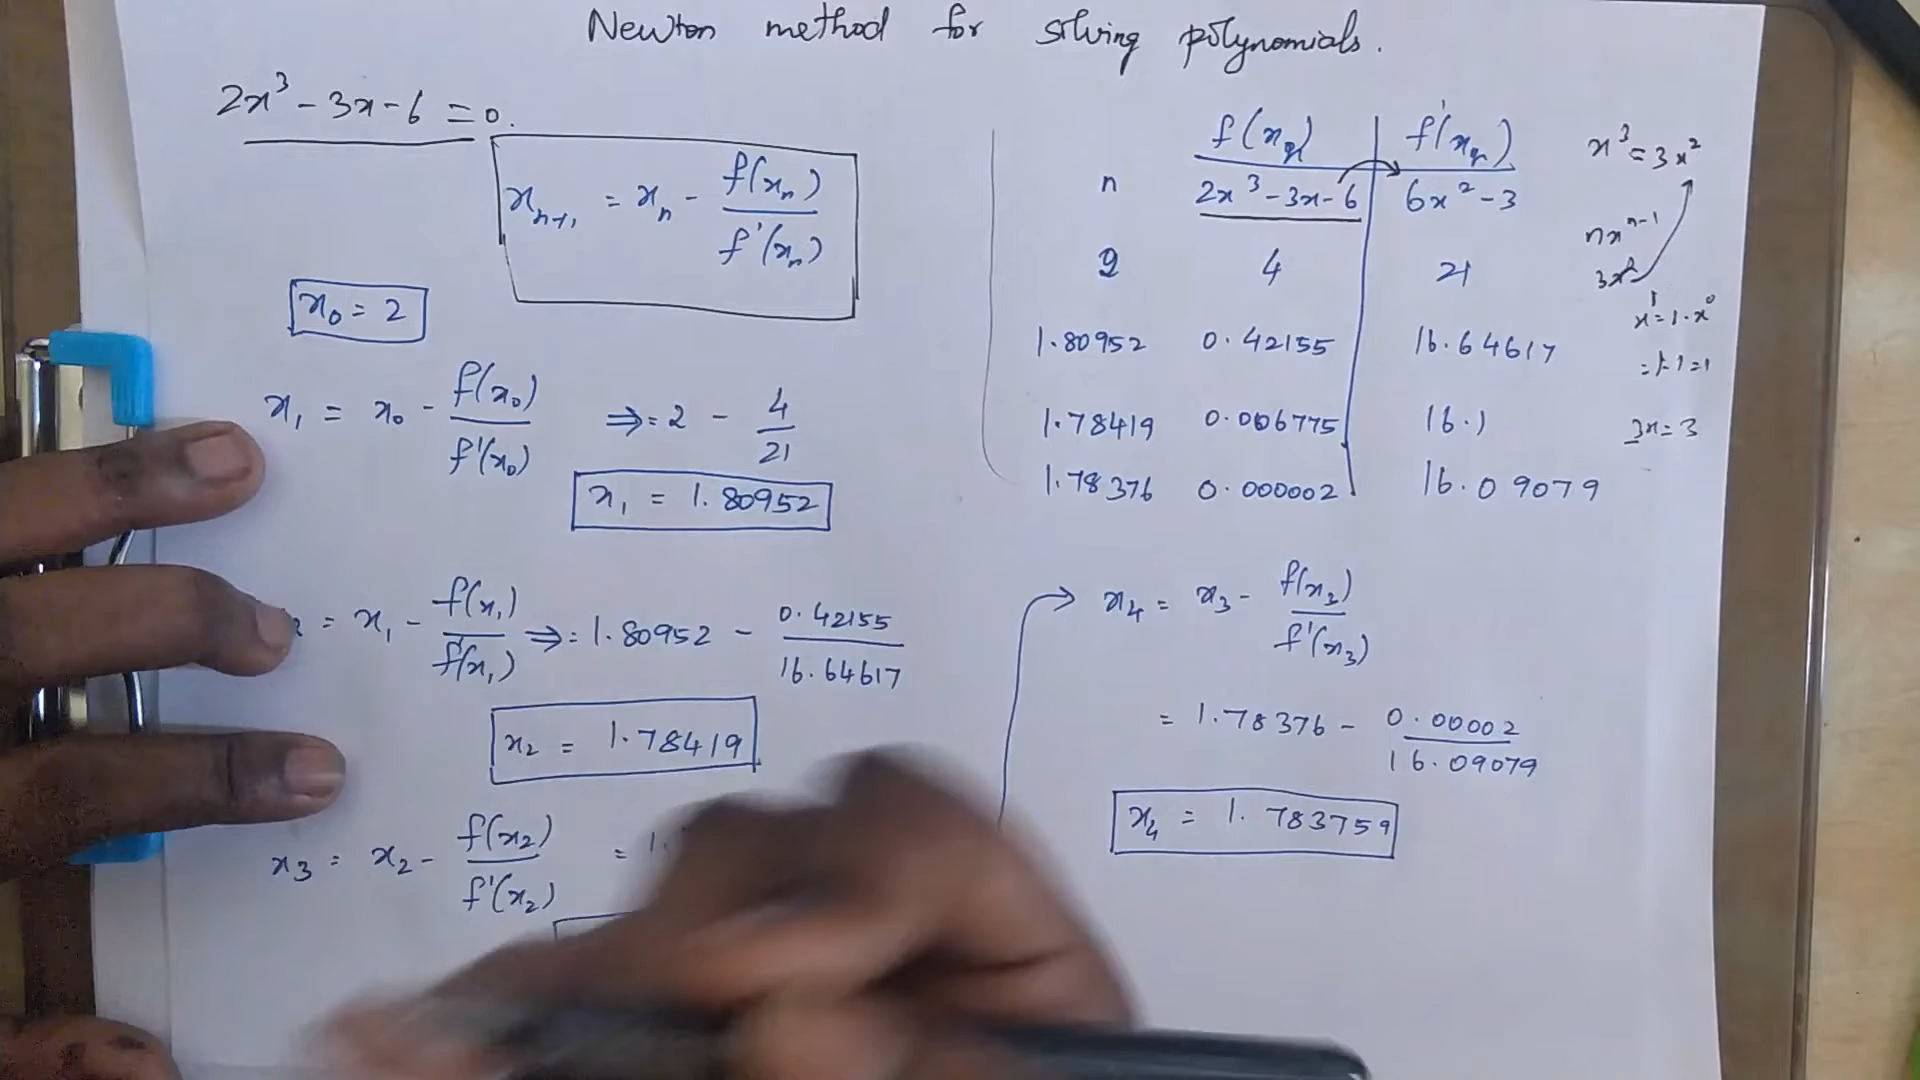 Newton method for solving polynomials.
2x³ - 3x - 6 = 0.
xₙ₊₁ = xₙ - f(xₙ) / f'(xₙ)
x₀ = 2
x₁ = x₀ - f(x₀) / f'(x₀) ⇒ = 2 - 4 / 21
x₁ = 1.80952
= x₁ - f(x₁) / f'(x₁) ⇒ = 1.80952 - 0.42155 / 16.64617
x₂ = 1.78419
x₃ = x₂ - f(x₂) / f'(x₂) = 1.
n f(xₙ) f'(xₙ)
2x³ - 3x - 6 6x² - 3
2 4 21
1.80952 0.42155 16.64617
1.78419 0.006775 16.1
1.78376 0.000002 16.09079
x³ = 3x²
nxⁿ⁻¹
3x²
x¹ = 1·x⁰
= 1·1 = 1
3x = 3
x₄ = x₃ - f(x₃) / f'(x₃)
= 1.78376 - 0.00002 / 16.09079
x₄ = 1.783759